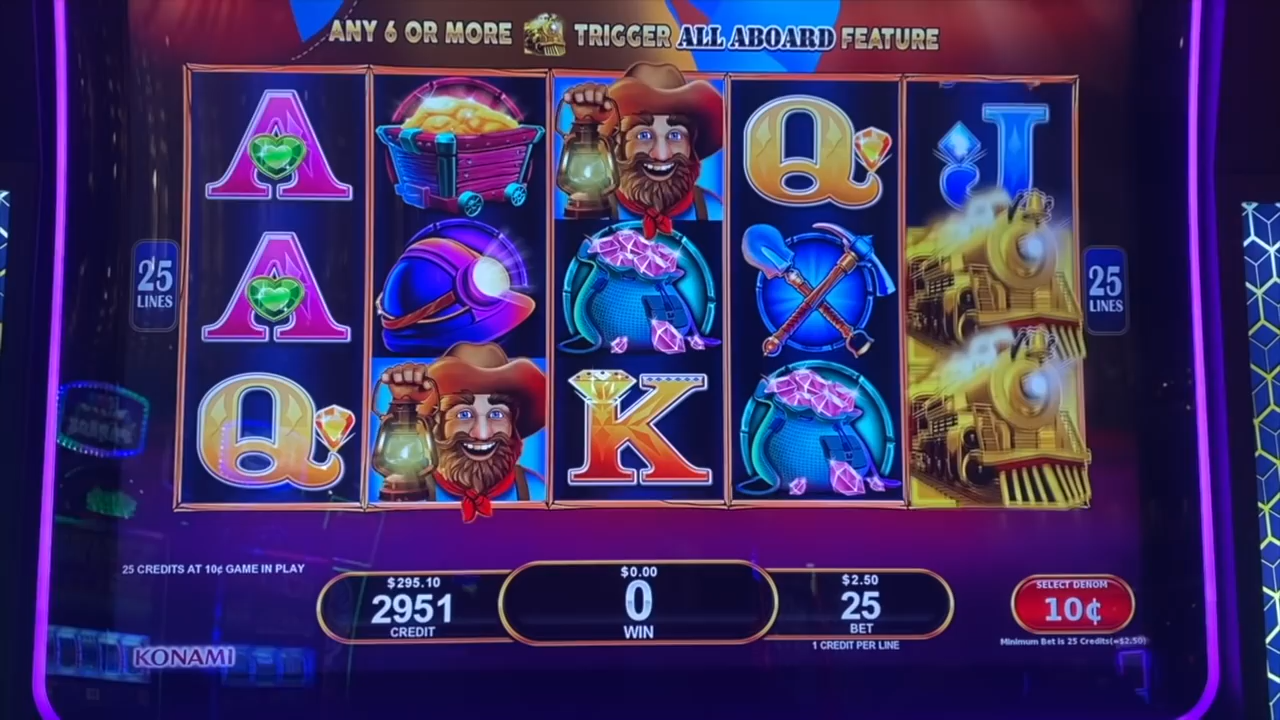 ANY 6 OR MORE TRIGGER ALL ABOARD FEATURE
A
Q
J
25
LINES
A
25
LINES
Q
K
25 CREDITS AT 10¢ GAME IN PLAY
$295.10
2951
CREDIT
$0.00
0
WIN
$2.50
25
BET
1 CREDIT PER LINE
SELECT DENOM
10¢
Minimum Bet is 25 Credits(=$2.50)
KONAMI